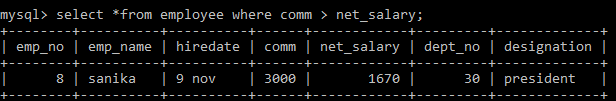 mysql> select *from employee where comm > net_salary;
+--------+----------+----------+------+------------+---------+-------------+
| emp_no | emp_name | hiredate | comm | net_salary | dept_no | designation |
+--------+----------+----------+------+------------+---------+-------------+
|      8 | sanika   | 9 nov    | 3000 |       1670 |      30 | president   |
+--------+----------+----------+------+------------+---------+-------------+